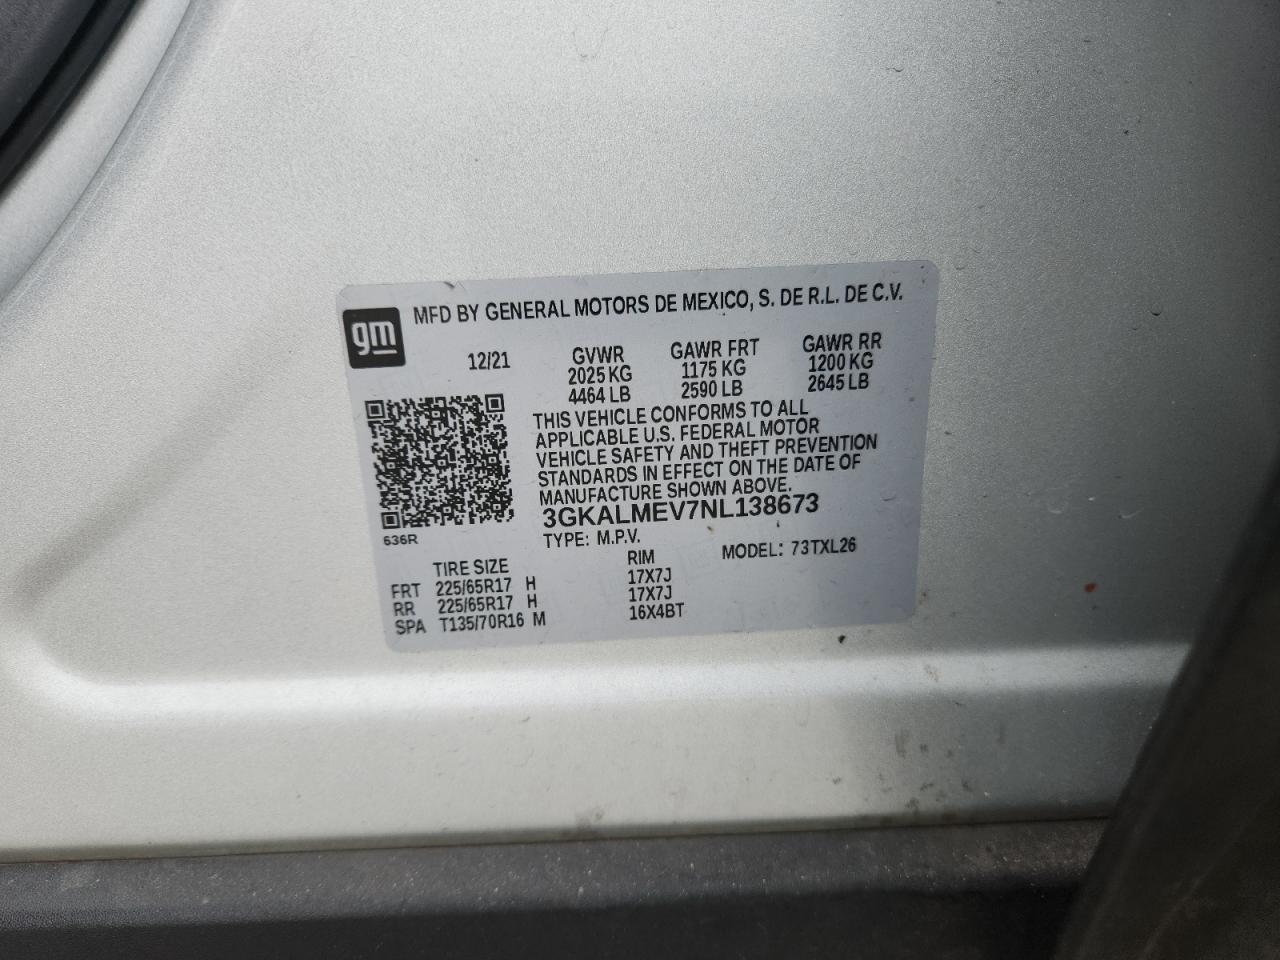 gm
MFD BY GENERAL MOTORS DE MEXICO, S. DE R.L. DE C.V.
12/21 GVWR GAWR FRT GAWR RR
2025 KG 1175 KG 1200 KG
4464 LB 2590 LB 2645 LB
THIS VEHICLE CONFORMS TO ALL
APPLICABLE U.S. FEDERAL MOTOR
VEHICLE SAFETY AND THEFT PREVENTION
STANDARDS IN EFFECT ON THE DATE OF
MANUFACTURE SHOWN ABOVE.
3GKALMEV7NL138673
636R
TYPE: M.P.V. MODEL: 73TXL26
TIRE SIZE RIM
FRT 225/65R17 H 17X7J
RR 225/65R17 H 17X7J
SPA T135/70R16 M 16X4BT